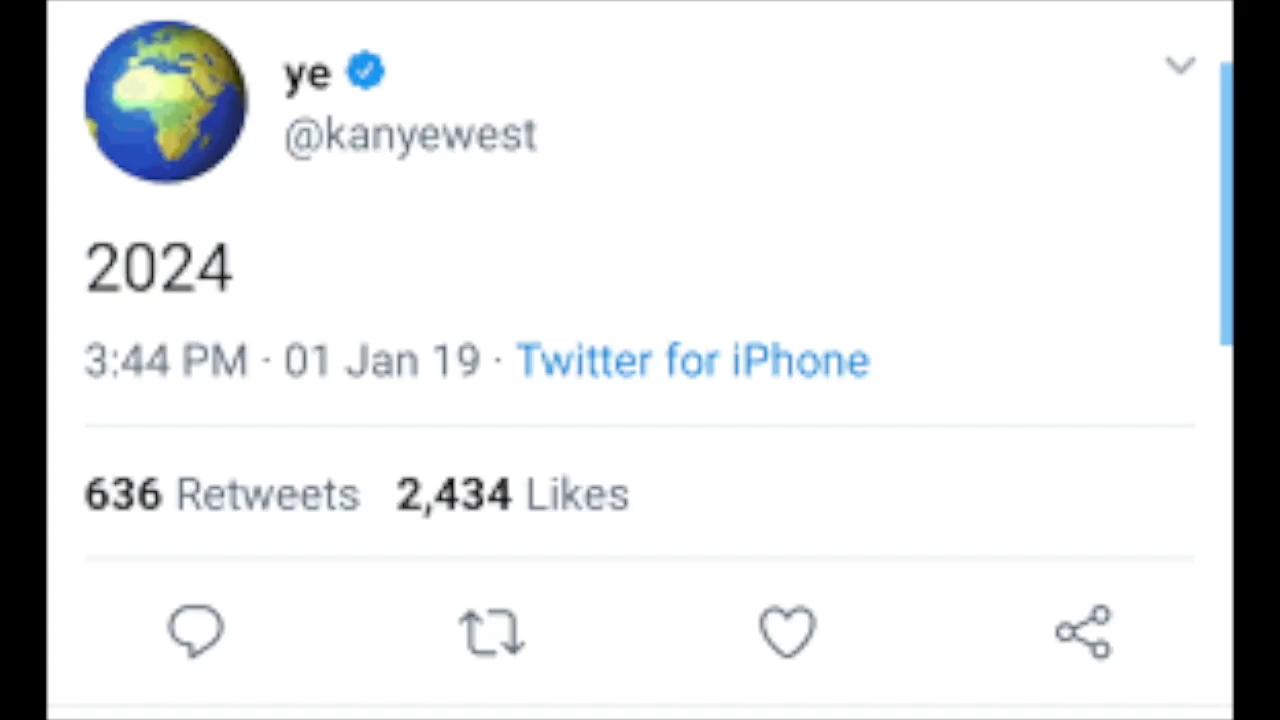 ye
@kanyewest
2024
3:44 PM · 01 Jan 19 · Twitter for iPhone
636 Retweets 2,434 Likes